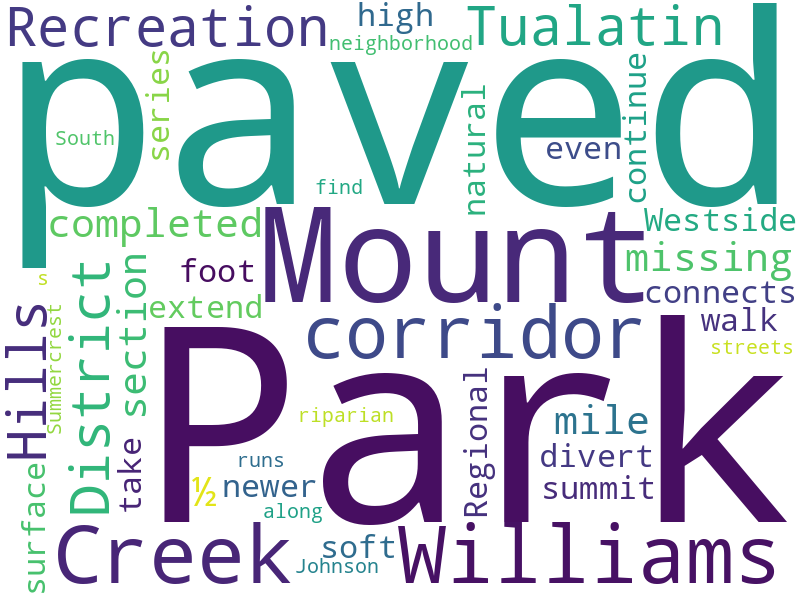 Recreation
high
Tualatin
neighborhood
paved
series
South
natural
even
continue
find
completed
Mount
Westside
missing
foot
s
connects
District
section
extend
corridor
walk
Hills
Summercrest
streets
Park
Regional
riparian
mile
take
runs
divert
½
newer
summit
surface
along
Creek
soft
Williams
Johnson